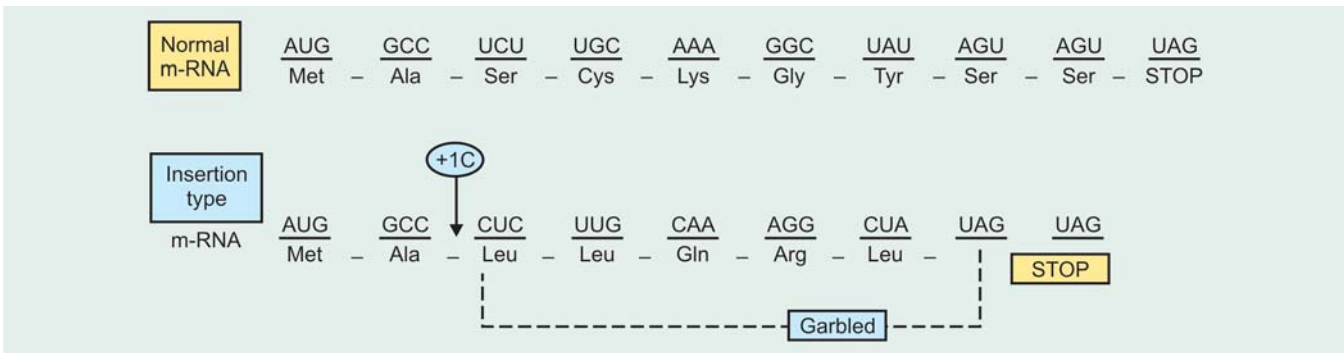 Normal
m-RNA
AUG GCC UCU UGC AAA GGC UAU AGU AGU UAG
Met – Ala – Ser – Cys – Lys – Gly – Tyr – Ser – Ser – STOP
+1C
Insertion
type
m-RNA
AUG GCC CUC UUG CAA AGG CUA UAG UAG
Met – Ala – Leu – Leu – Gln – Arg – Leu –
STOP
Garbled